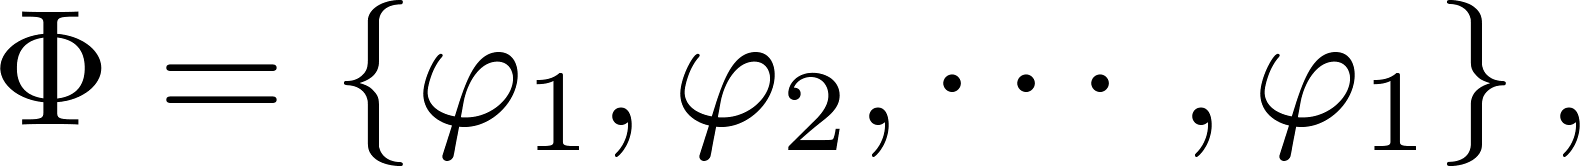 Φ = {φ₁, φ₂, ⋯ , φ₁} ,